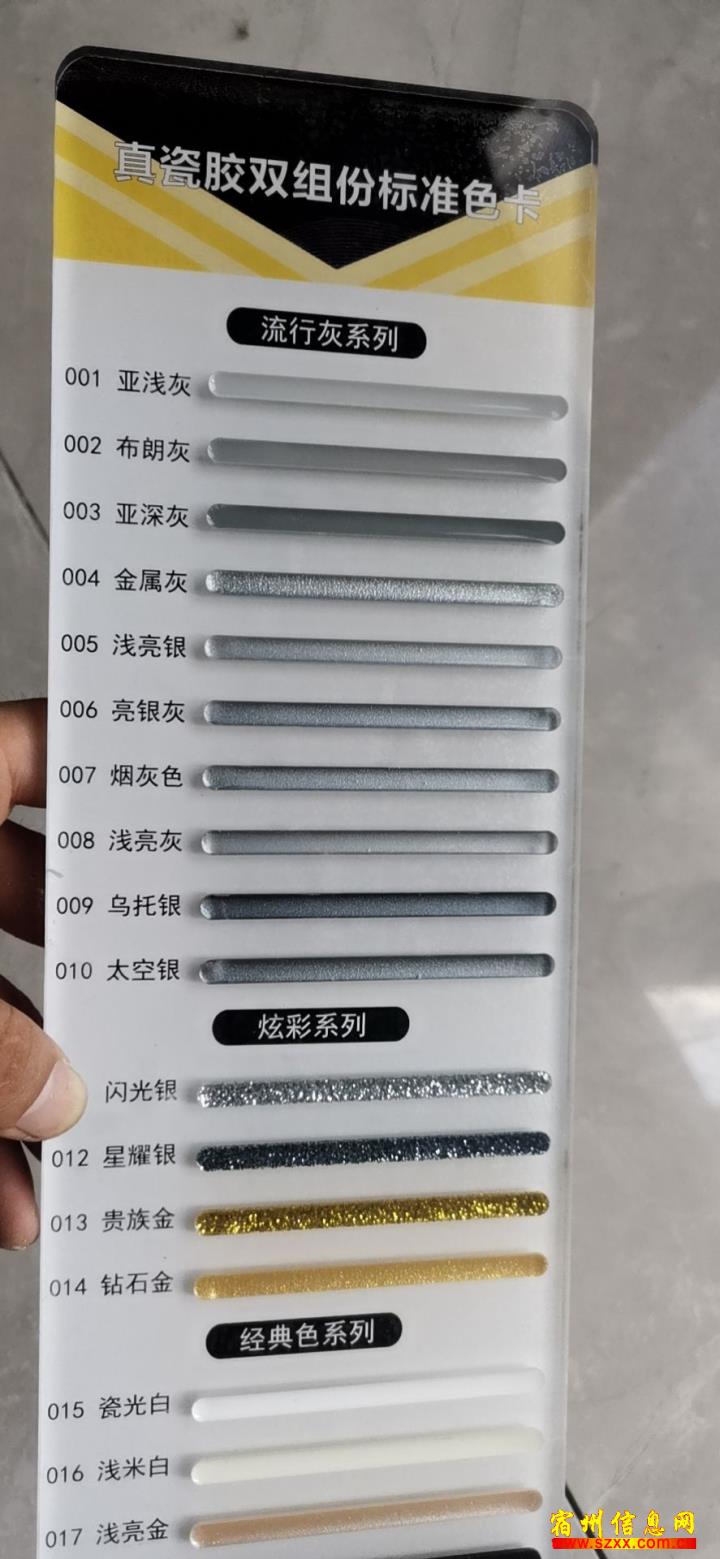 真瓷胶双组份标准色卡
流行灰系列
001 亚浅灰
002 布朗灰
003 亚深灰
004 金属灰
005 浅亮银
006 亮银灰
007 烟灰色
008 浅亮灰
009 乌托银
010 太空银
炫彩系列
闪光银
012 星耀银
013 贵族金
014 钻石金
经典色系列
015 瓷光白
016 浅米白
017 浅亮金
宿州信息网
www.szxx.com.cn